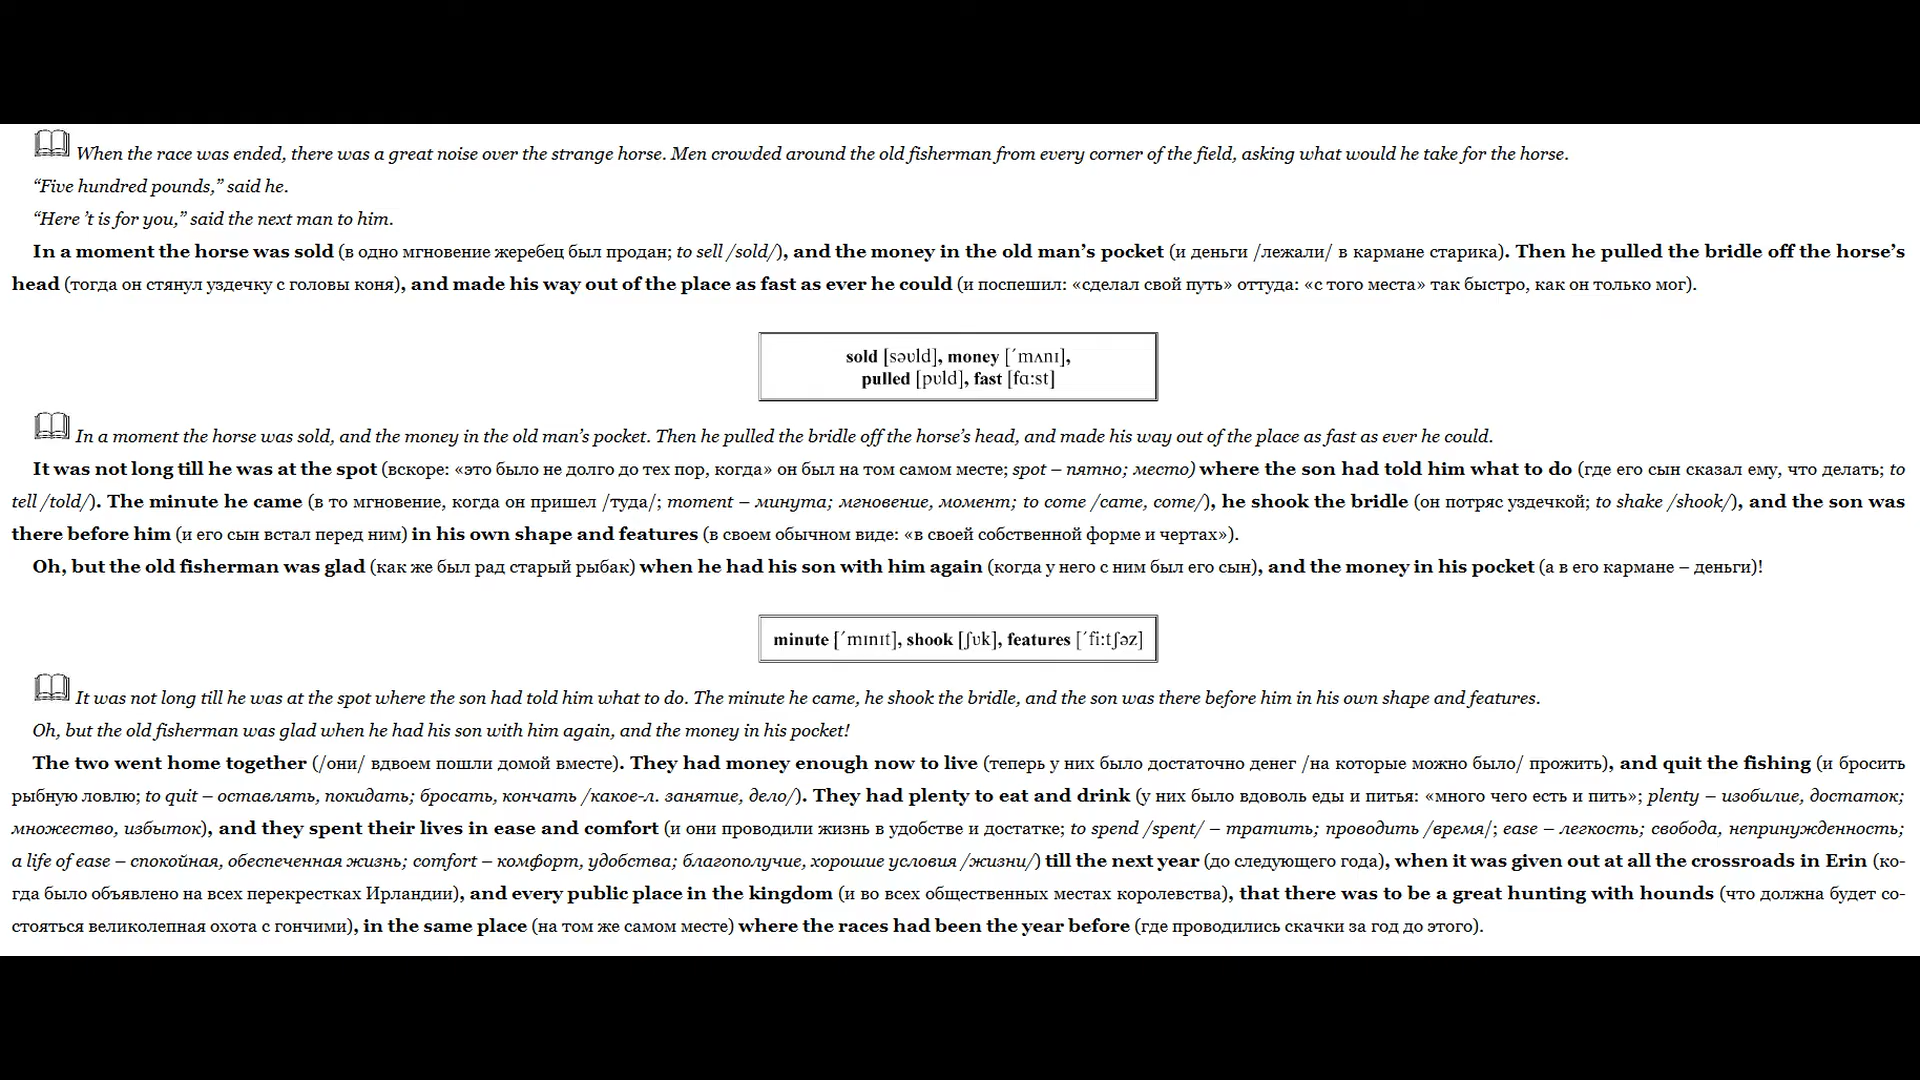 When the race was ended, there was a great noise over the strange horse. Men crowded around the old fisherman from every corner of the field, asking what would he take for the horse.
“Five hundred pounds,” said he.
“Here ’t is for you,” said the next man to him.
In a moment the horse was sold (в одно мгновение жеребец был продан; to sell /sold/), and the money in the old man’s pocket (и деньги /лежали/ в кармане старика). Then he pulled the bridle off the horse’s
head (тогда он стянул уздечку с головы коня), and made his way out of the place as fast as ever he could (и поспешил: «сделал свой путь» оттуда: «с того места» так быстро, как он только мог).
sold [səʋld], money [ˊmʌnɪ],
pulled [pʋld], fast [fɑ:st]
In a moment the horse was sold, and the money in the old man’s pocket. Then he pulled the bridle off the horse’s head, and made his way out of the place as fast as ever he could.
It was not long till he was at the spot (вскоре: «это было не долго до тех пор, когда» он был на том самом месте; spot – пятно; место) where the son had told him what to do (где его сын сказал ему, что делать; to
tell /told/). The minute he came (в то мгновение, когда он пришел /туда/; moment – минута; мгновение, момент; to come /came, come/), he shook the bridle (он потряс уздечкой; to shake /shook/), and the son was
there before him (и его сын встал перед ним) in his own shape and features (в своем обычном виде: «в своей собственной форме и чертах»).
Oh, but the old fisherman was glad (как же был рад старый рыбак) when he had his son with him again (когда у него с ним был его сын), and the money in his pocket (а в его кармане – деньги)!
minute [ˊmɪnɪt], shook [ʃʋk], features [ˊfi:tʃəz]
It was not long till he was at the spot where the son had told him what to do. The minute he came, he shook the bridle, and the son was there before him in his own shape and features.
Oh, but the old fisherman was glad when he had his son with him again, and the money in his pocket!
The two went home together (/они/ вдвоем пошли домой вместе). They had money enough now to live (теперь у них было достаточно денег /на которые можно было/ прожить), and quit the fishing (и бросить
рыбную ловлю; to quit – оставлять, покидать; бросать, кончать /какое-л. занятие, дело/). They had plenty to eat and drink (у них было вдоволь еды и питья: «много чего есть и пить»; plenty – изобилие, достаток;
множество, избыток), and they spent their lives in ease and comfort (и они проводили жизнь в удобстве и достатке; to spend /spent/ – тратить; проводить /время/; ease – легкость; свобода, непринужденность;
a life of ease – спокойная, обеспеченная жизнь; comfort – комфорт, удобства; благополучие, хорошие условия /жизни/) till the next year (до следующего года), when it was given out at all the crossroads in Erin (ко-
гда было объявлено на всех перекрестках Ирландии), and every public place in the kingdom (и во всех общественных местах королевства), that there was to be a great hunting with hounds (что должна будет со-
стояться великолепная охота с гончими), in the same place (на том же самом месте) where the races had been the year before (где проводились скачки за год до этого).